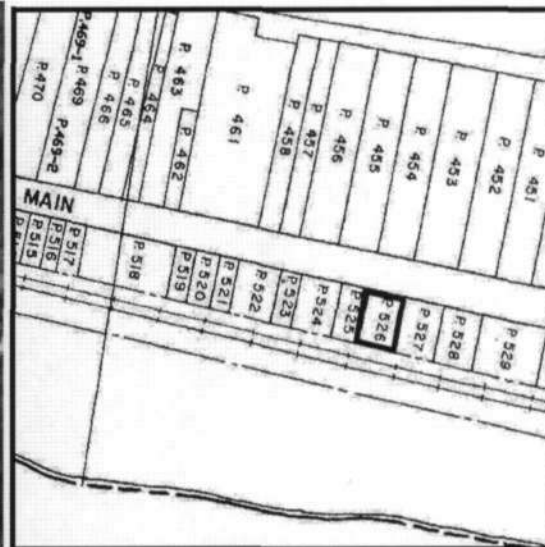 P. 470
P.469-1
P. 469
P.469-2
P. 466
P. 465
P. 464
P. 463
P. 462
P. 461
P. 458
P. 457
P. 456
P. 455
P. 454
P. 453
P. 452
P. 451
MAIN
P. 515
P. 516
P. 517
P. 518
P. 519
P. 520
P. 521
P. 522
P. 523
P. 524
P. 525
P. 526
P. 527
P. 528
P. 529